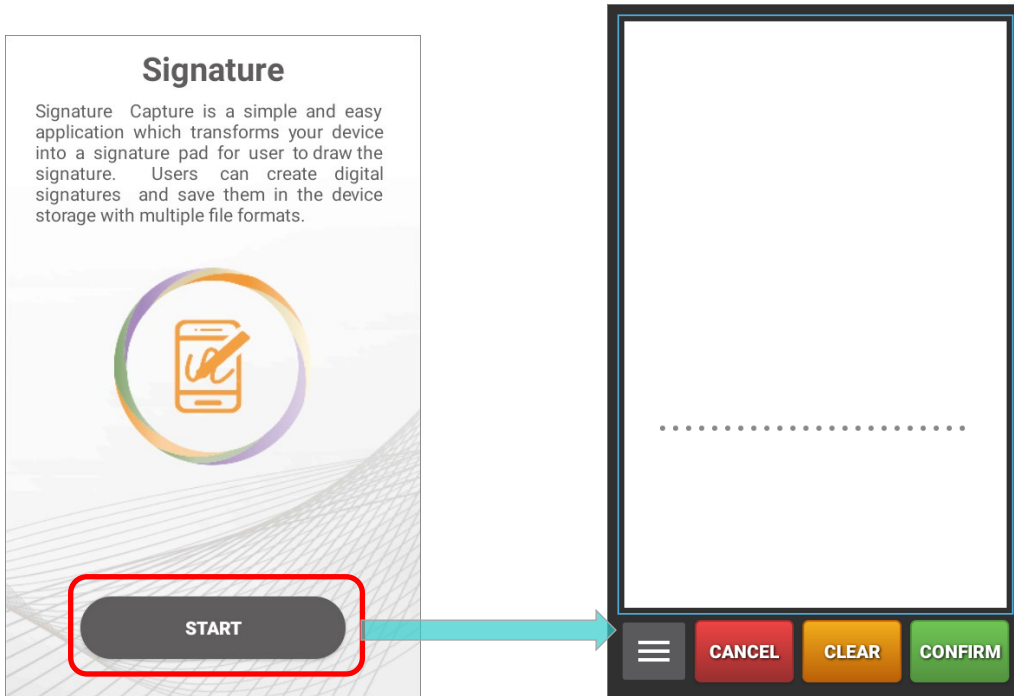 Signature
Signature Capture is a simple and easy
application which transforms your device
into a signature pad for user to draw the
signature. Users can create digital
signatures and save them in the device
storage with multiple file formats.
START
CANCEL
CLEAR
CONFIRM